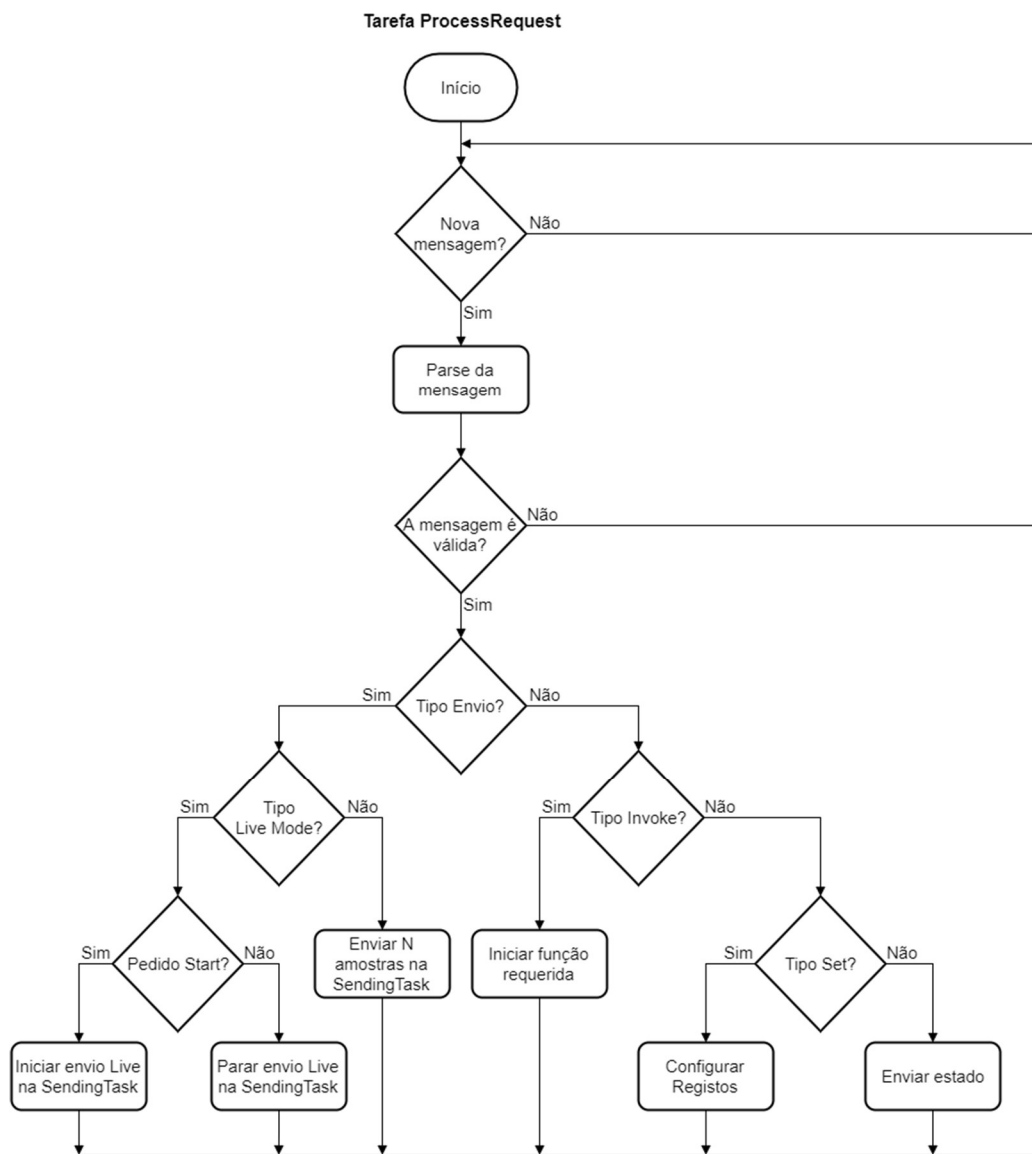 Tarefa ProcessRequest
Início
Nova
mensagem?
Não
Sim
Parse da
mensagem
A mensagem é
válida?
Não
Sim
Tipo Envio?
Sim
Não
Tipo
Live Mode?
Sim
Não
Tipo Invoke?
Sim
Não
Pedido Start?
Sim
Não
Enviar N
amostras na
SendingTask
Iniciar função
requerida
Tipo Set?
Sim
Não
Iniciar envio Live
na SendingTask
Parar envio Live
na SendingTask
Configurar
Registos
Enviar estado